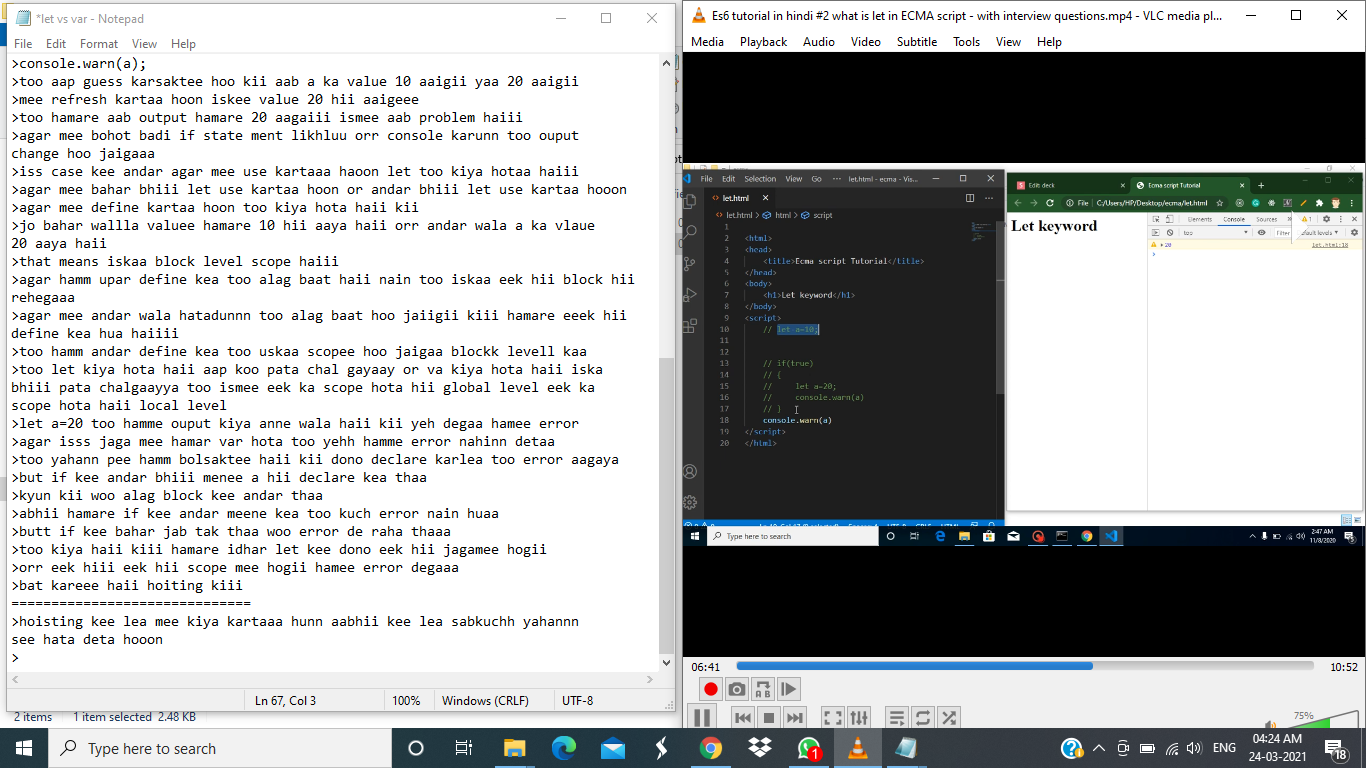 *let vs var - Notepad
File Edit Format View Help
>console.warn(a);
>too aap guess karsaktee hoo kii aab a ka value 10 aaigii yaa 20 aaigii
>mee refresh kartaa hoon iskee value 20 hii aaigeee
>too hamare aab output hamare 20 aagaiii ismee aab problem haiii
>agar mee bohot badi if state ment likhluu orr console karunn too ouput
change hoo jaigaaa
>iss case kee andar agar mee use kartaaa haoon let too kiya hotaa haiii
>agar mee bahar bhiii let use kartaa hoon or andar bhiii let use kartaa hooon
>agar mee define kartaa hoon too kiya hota haii kii
>jo bahar wallla valuee hamare 10 hii aaya haii orr andar wala a ka vlaue
20 aaya haii
>that means iskaa block level scope haiii
>agar hamm upar define kea too alag baat haii nain too iskaa eek hii block hii
rehegaaa
>agar mee andar wala hatadunnn too alag baat hoo jaiigii kiii hamare eeek hii
define kea hua haiiii
>too hamm andar define kea too uskaa scopee hoo jaigaa blockk levell kaa
>too let kiya hota haii aap koo pata chal gayaay or va kiya hota haii iska
bhiii pata chalgaayya too ismee eek ka scope hota hii global level eek ka
scope hota haii local level
>let a=20 too hamme ouput kiya anne wala haii kii yeh degaa hamee error
>agar isss jaga mee hamar var hota too yehh hamme error nahinn detaa
>too yahann pee hamm bolsaktee haii kii dono declare karlea too error aagaya
>but if kee andar bhiii menee a hii declare kea thaa
>kyun kii woo alag block kee andar thaa
>abhii hamare if kee andar meene kea too kuch error nain huaa
>butt if kee bahar jab tak thaa woo error de raha thaaa
>too kiya haii kiii hamare idhar let kee dono eek hii jagamee hogii
>orr eek hiii eek hii scope mee hogii hamee error degaaa
>bat kareee haii hoiting kiii
==============================
>hoisting kee lea mee kiya kartaaa hunn aabhii kee lea sabkuchh yahannn
see hata deta hooon
>
Ln 67, Col 3 100% Windows (CRLF) UTF-8
2 items 1 item selected 2.48 KB
Es6 tutorial in hindi #2 what is let in ECMA script - with interview questions.mp4 - VLC media pl...
Media Playback Audio Video Subtitle Tools View Help
File Edit Selection View Go ... let.html - ecma - Vis...
let.html
let.html > html > script
1
2 <html>
3 <head>
4 <title>Ecma script Tutorial</title>
5 </head>
6 <body>
7 <h1>Let keyword</h1>
8 </body>
9 <script>
10 // let a=10;
11
12
13 // if(true)
14 // {
15 // let a=20;
16 // console.warn(a)
17 // }
18 console.warn(a)
19 </script>
20 </html>
Edit deck Ecma script Tutorial
File C:/Users/HP/Desktop/ecma/let.html
Let keyword
Elements Console Sources 1
top Filter
20 let.html:18
Type here to search
2:47 AM
11/8/2020
06:41 10:52
75%
Type here to search
1
ENG
04:24 AM
24-03-2021
18